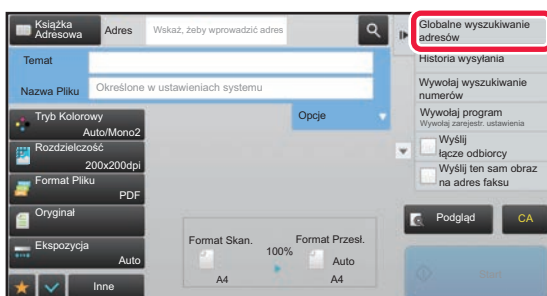 Książka
Adresowa
Adres
Wskaż, żeby wprowadzić adres
Temat
Nazwa Pliku
Określone w ustawieniach systemu
Opcje
Tryb Kolorowy
Auto/Mono2
Rozdzielczość
200x200dpi
Format Pliku
PDF
Oryginał
Ekspozycja
Auto
Inne
Format Skan.
A4
100%
Format Przesł.
Auto
A4
Globalne wyszukiwanie
adresów
Historia wysyłania
Wywołaj wyszukiwanie
numerów
Wywołaj program
Wywołaj zarejestr. ustawienia
Wyślij
łącze odbiorcy
Wyślij ten sam obraz
na adres faksu
Podgląd
CA
Start